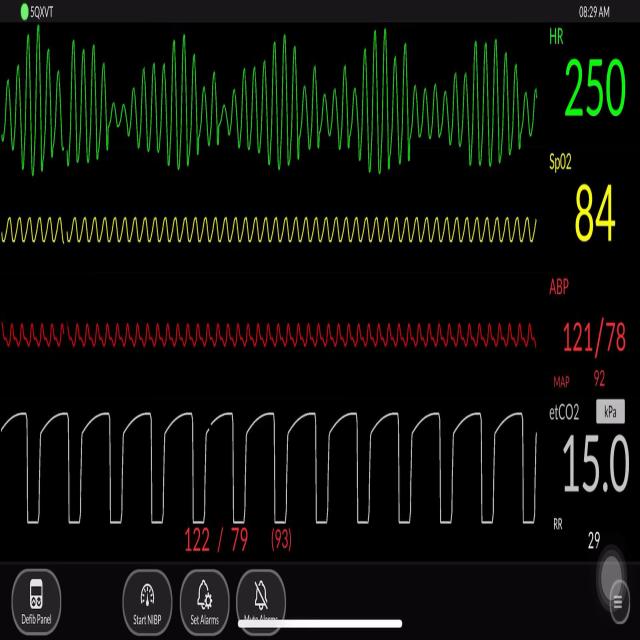 5QXVT 08:29 AM
HR
250
SpO2
84
ABP
121/78
MAP 92
etCO2 kPa
15.0
RR
29
122 / 79 (93)
Defib Panel Start NIBP Set Alarms Mute Alarms